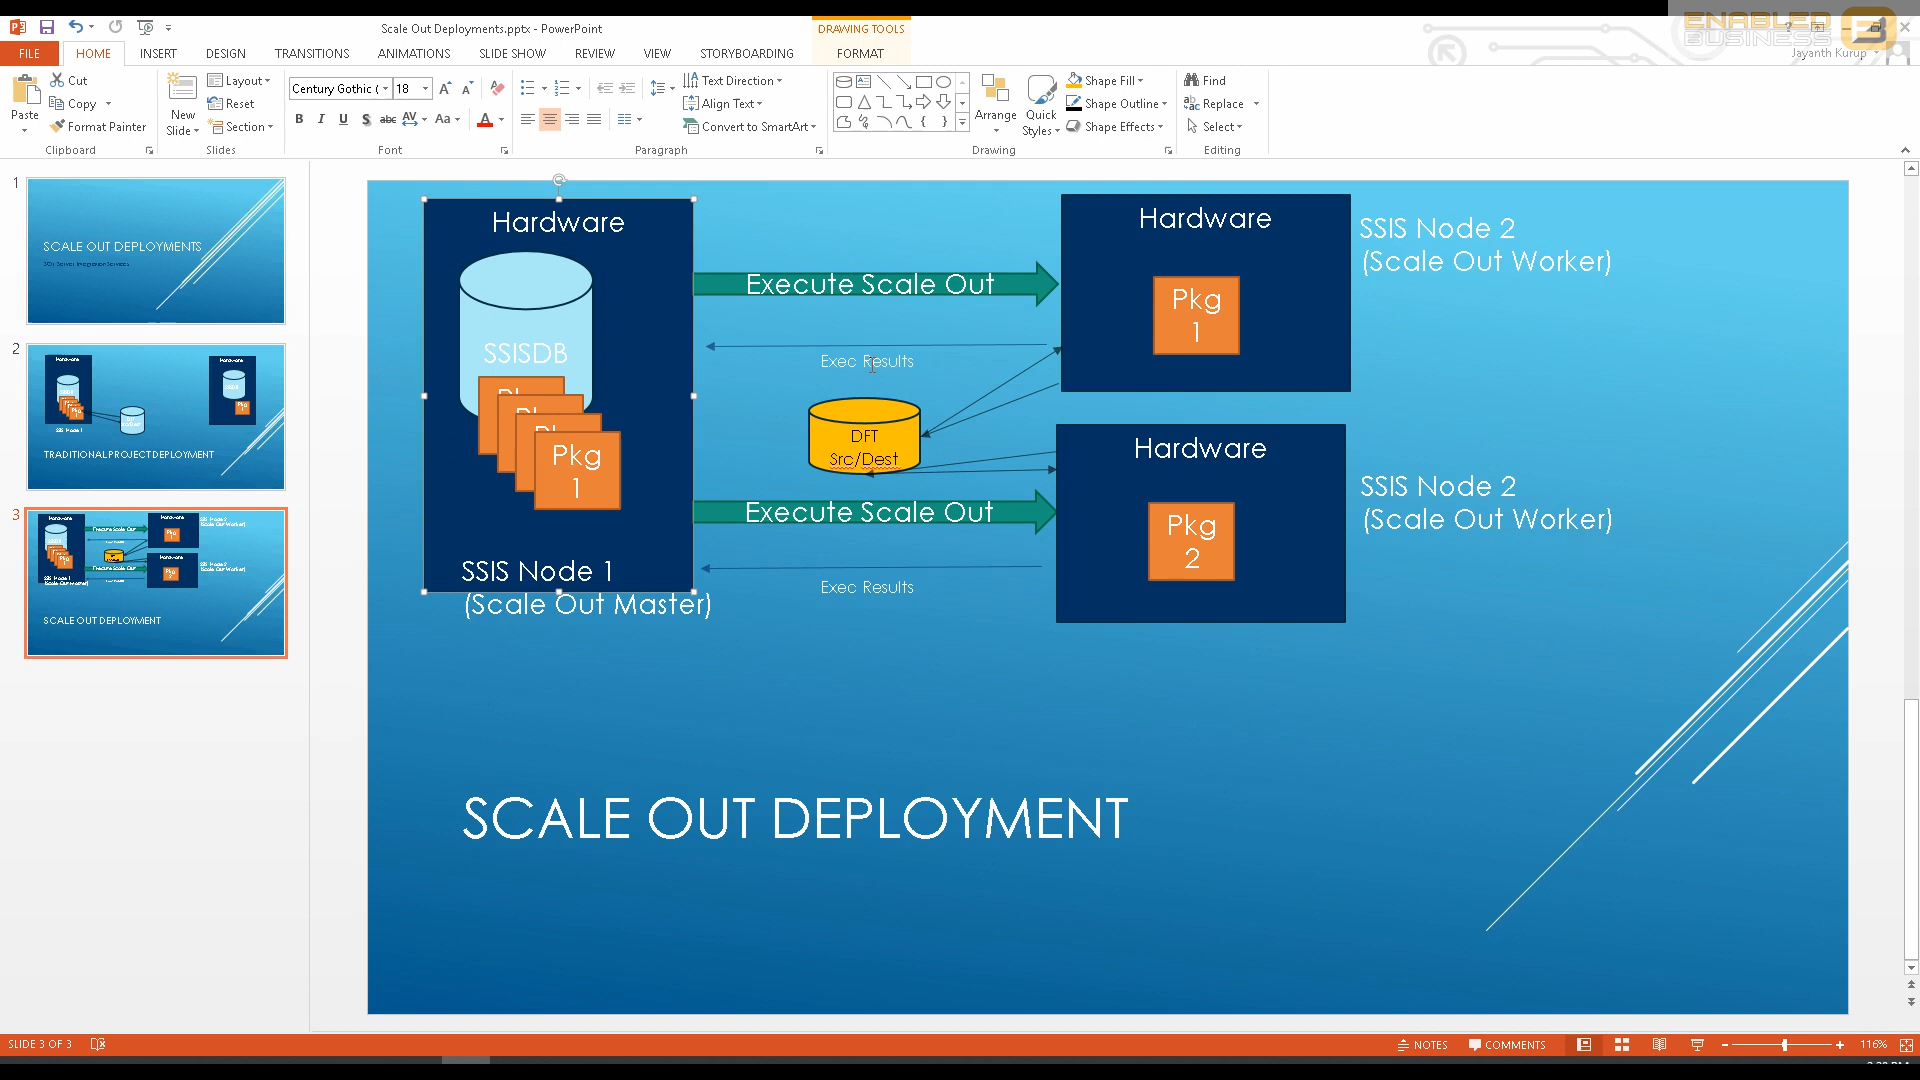 Scale Out Deployments.pptx - PowerPoint
DRAWING TOOLS
ENABLED
BUSINESS
FILE HOME INSERT DESIGN TRANSITIONS ANIMATIONS SLIDE SHOW REVIEW VIEW STORYBOARDING FORMAT
Jayanth Kurup
Paste
Cut
Copy
Format Painter
Clipboard
New
Slide
Layout
Reset
Section
Slides
Century Gothic (
18
Font
Text Direction
Align Text
Convert to SmartArt
Paragraph
Arrange
Quick
Styles
Shape Fill
Shape Outline
Shape Effects
Drawing
Find
Replace
Select
Editing
1
SCALE OUT DEPLOYMENTS
2
TRADITIONAL PROJECT DEPLOYMENT
3
SCALE OUT DEPLOYMENT
Hardware
SSISDB
Pkg
1
SSIS Node 1
(Scale Out Master)
Execute Scale Out
Exec Results
DFT
Src/Dest
Execute Scale Out
Exec Results
Hardware
Pkg
1
SSIS Node 2
(Scale Out Worker)
Hardware
Pkg
2
SSIS Node 2
(Scale Out Worker)
SCALE OUT DEPLOYMENT
SLIDE 3 OF 3
NOTES
COMMENTS
116%